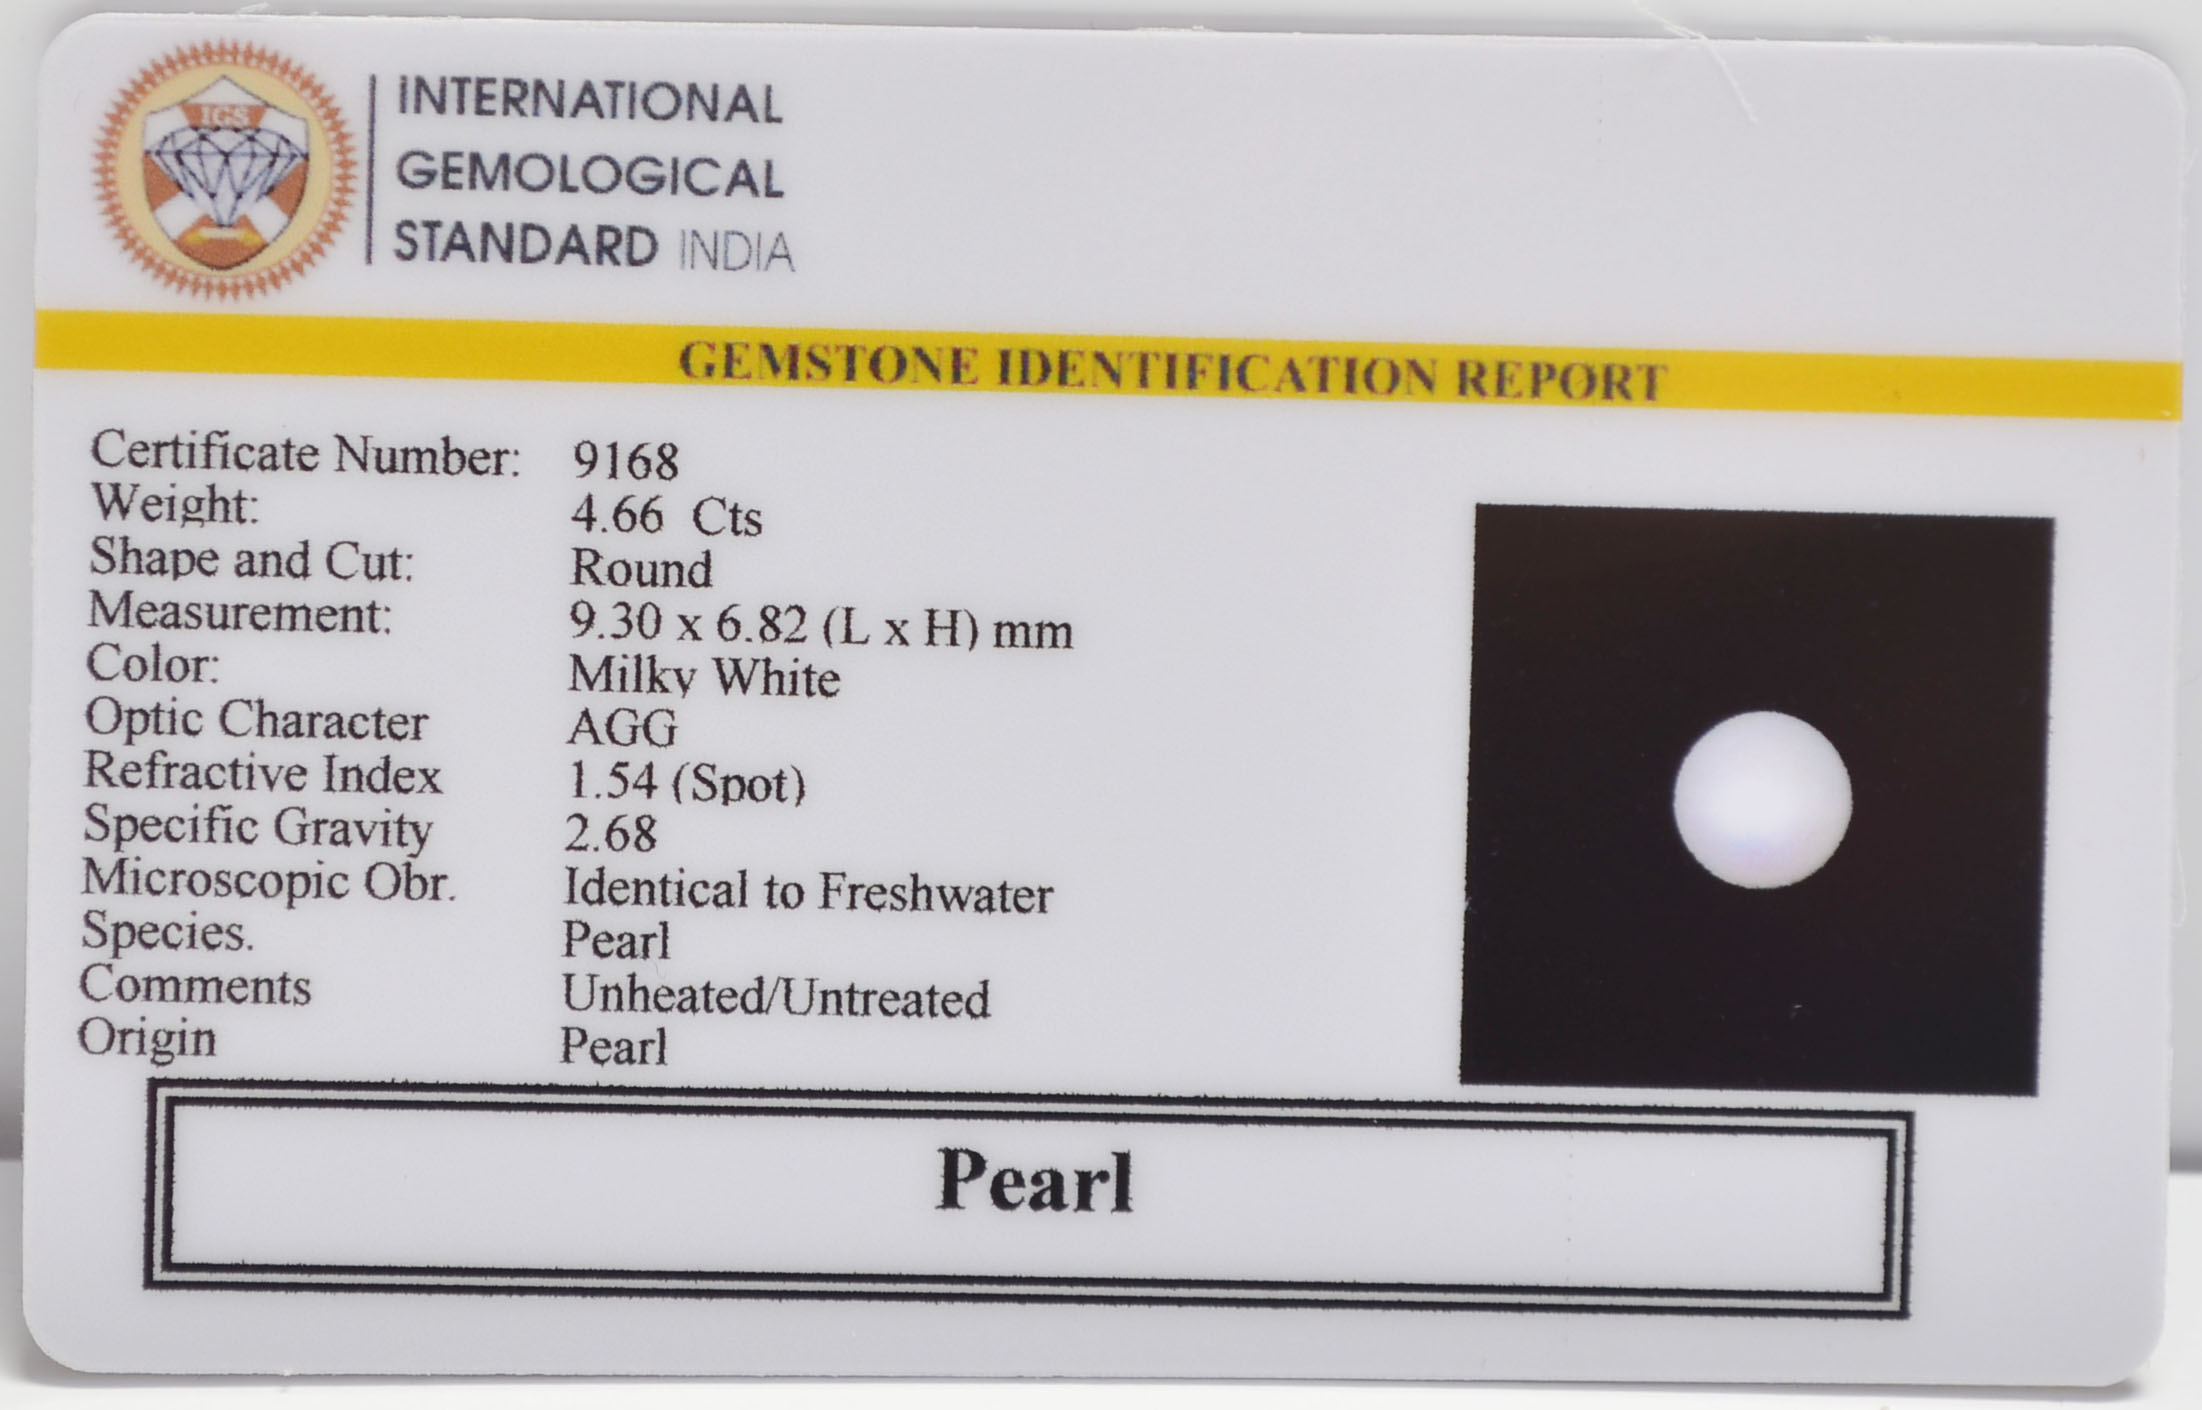 IGS
INTERNATIONAL
GEMOLOGICAL
STANDARD INDIA
GEMSTONE IDENTIFICATION REPORT
Certificate Number: 9168
Weight: 4.66 Cts
Shape and Cut: Round
Measurement: 9.30 x 6.82 (L x H) mm
Color: Milky White
Optic Character AGG
Refractive Index 1.54 (Spot)
Specific Gravity 2.68
Microscopic Obr. Identical to Freshwater
Species. Pearl
Comments Unheated/Untreated
Origin Pearl
Pearl